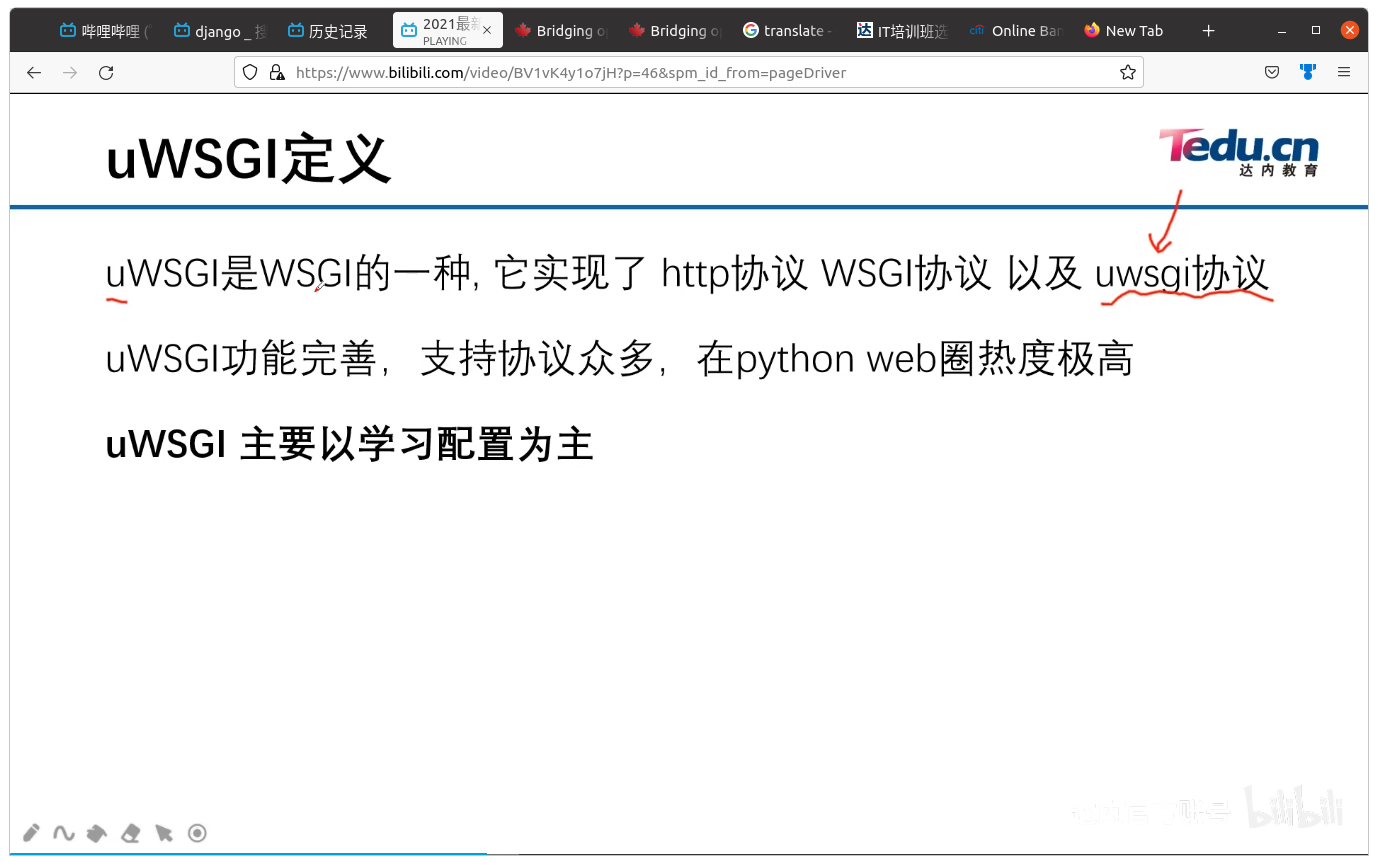 哔哩哔哩 (
django _ 搜
历史记录
2021最新
PLAYING
Bridging o
Bridging o
translate -
IT培训班选
citi Online Ban
New Tab
https://www.bilibili.com/video/BV1vK4y1o7jH?p=46&spm_id_from=pageDriver
uWSGI定义
Tedu.cn
达内教育
uWSGI是WSGI的一种, 它实现了 http协议 WSGI协议 以及 uwsgi协议
uWSGI功能完善，支持协议众多，在python web圈热度极高
uWSGI 主要以学习配置为主
bilibili